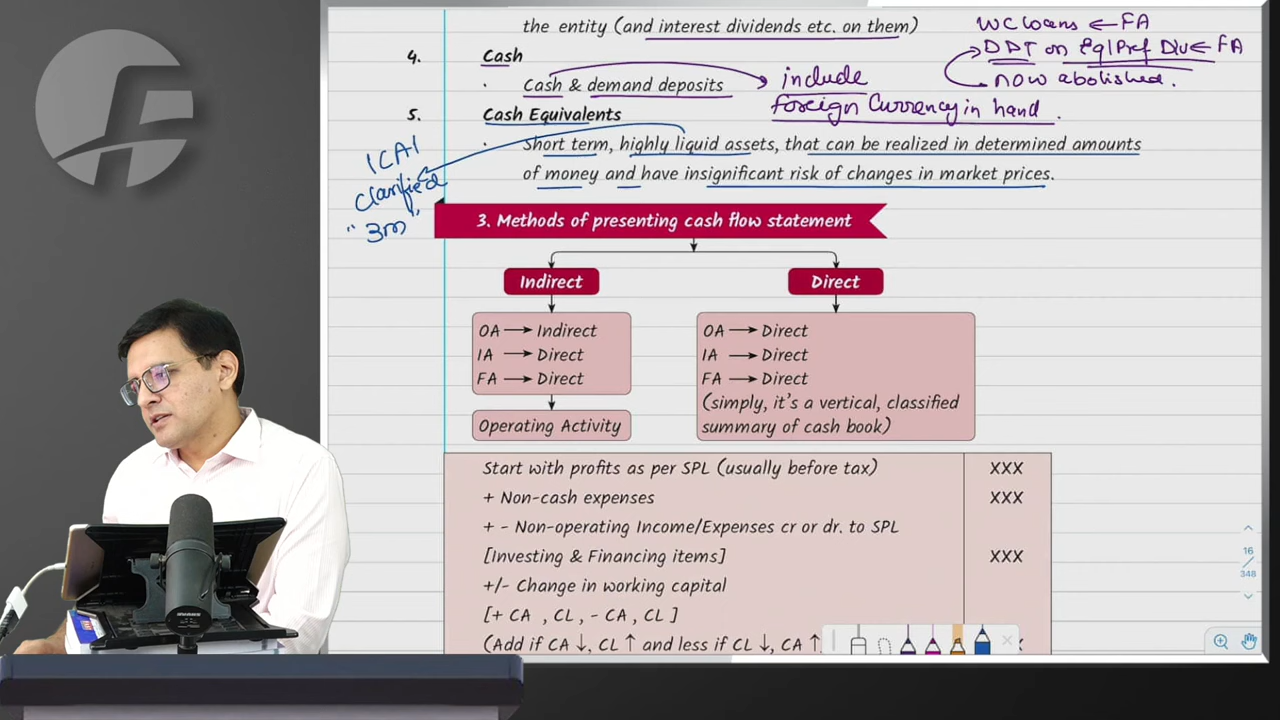 the entity (and interest dividends etc. on them)
WC loans ← FA
DDT on Eq/Pref Div ← FA
now abolished.
4. Cash
. Cash & demand deposits
include
foreign Currency in hand.
5. Cash Equivalents
. Short term, highly liquid assets, that can be realized in determined amounts
of money and have insignificant risk of changes in market prices.
ICAI
Clarified
"3m"
3. Methods of presenting cash flow statement
Indirect
Direct
OA → Indirect
IA → Direct
FA → Direct
Operating Activity
OA → Direct
IA → Direct
FA → Direct
(simply, it's a vertical, classified
summary of cash book)
Start with profits as per SPL (usually before tax) XXX
+ Non-cash expenses XXX
+ - Non-operating Income/Expenses cr or dr. to SPL
[Investing & Financing items] XXX
+/- Change in working capital
[+ CA , CL , - CA , CL ]
(Add if CA ↓, CL ↑ and less if CL ↓, CA ↑
16
/
348